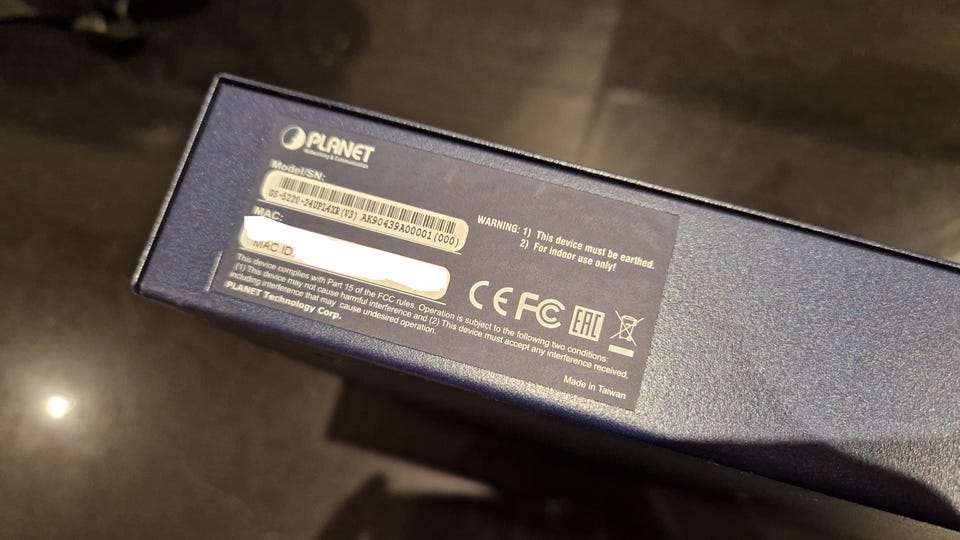 PLANET
Networking & Communication
Model/SN:
GS-5220-24UPL4XR(V3) AK90439A00001(000)
MAC:
MAC ID
WARNING: 1) This device must be earthed.
2) For indoor use only!
This device complies with Part 15 of the FCC rules. Operation is subject to the following two conditions:
(1) This device may not cause harmful interference and (2) This device must accept any interference received,
including interference that may cause undesired operation.
PLANET Technology Corp.
CE FC EAC
Made in Taiwan